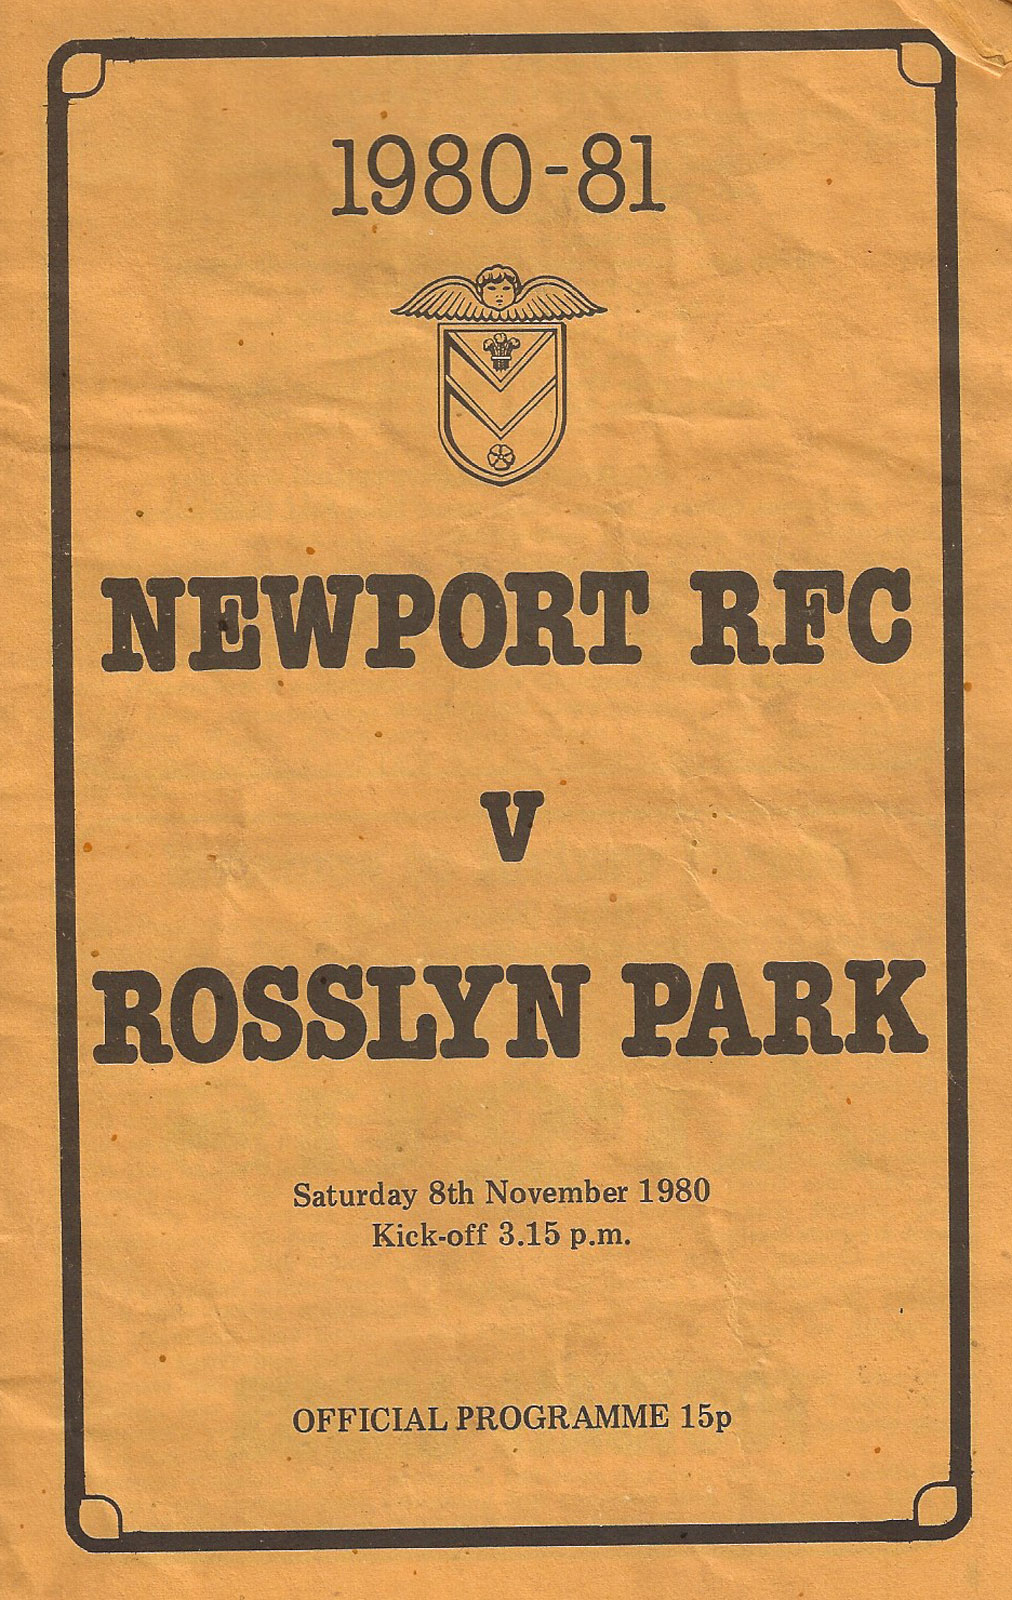 1980-81
NEWPORT RFC
V
ROSSLYN PARK
Saturday 8th November 1980
Kick-off 3.15 p.m.
OFFICIAL PROGRAMME 15p